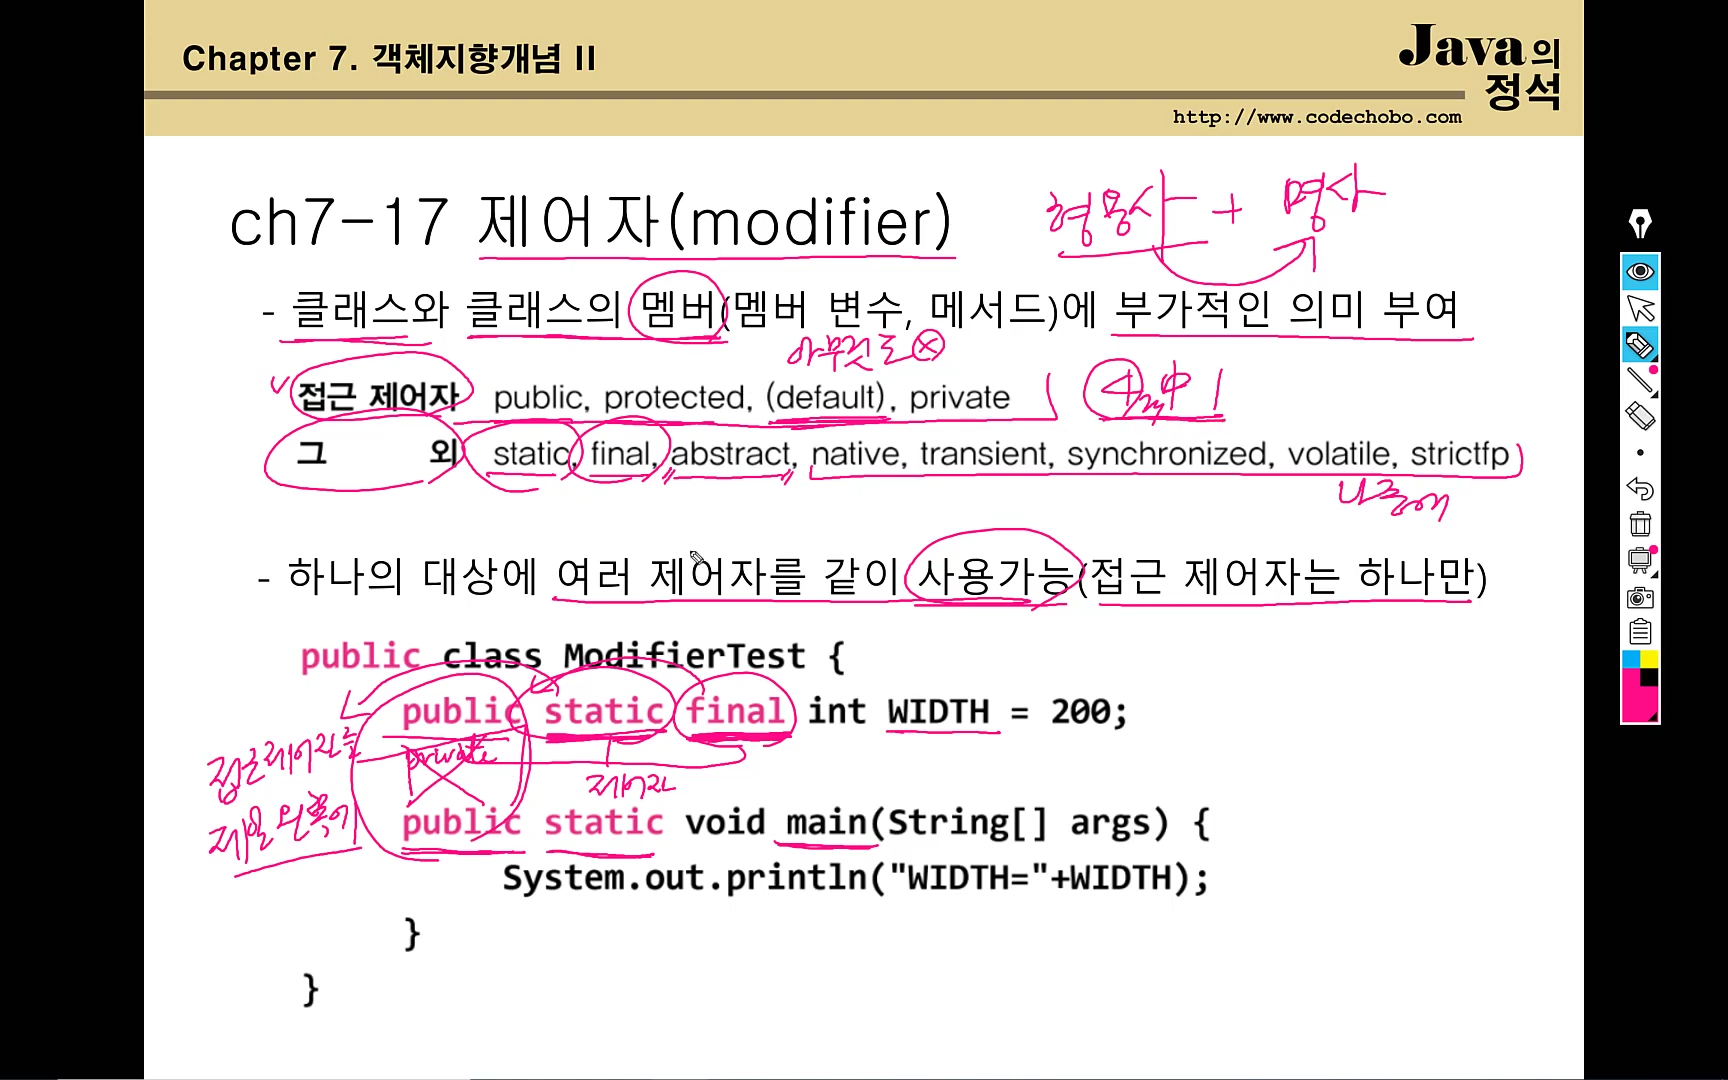 Chapter 7. 객체지향개념 II
Java의
정석
http://www.codechobo.com
ch7-17 제어자(modifier)
형용사 + 명사
- 클래스와 클래스의 멤버(멤버 변수, 메서드)에 부가적인 의미 부여
아무것도 X
접근 제어자 public, protected, (default), private
4개中 1
그 외 static, final, abstract, native, transient, synchronized, volatile, strictfp
나중에
- 하나의 대상에 여러 제어자를 같이 사용가능(접근 제어자는 하나만)
public class ModifierTest {
public static final int WIDTH = 200;
private
제어자
접근제어자를
제일 왼쪽에
public static void main(String[] args) {
System.out.println("WIDTH="+WIDTH);
}
}